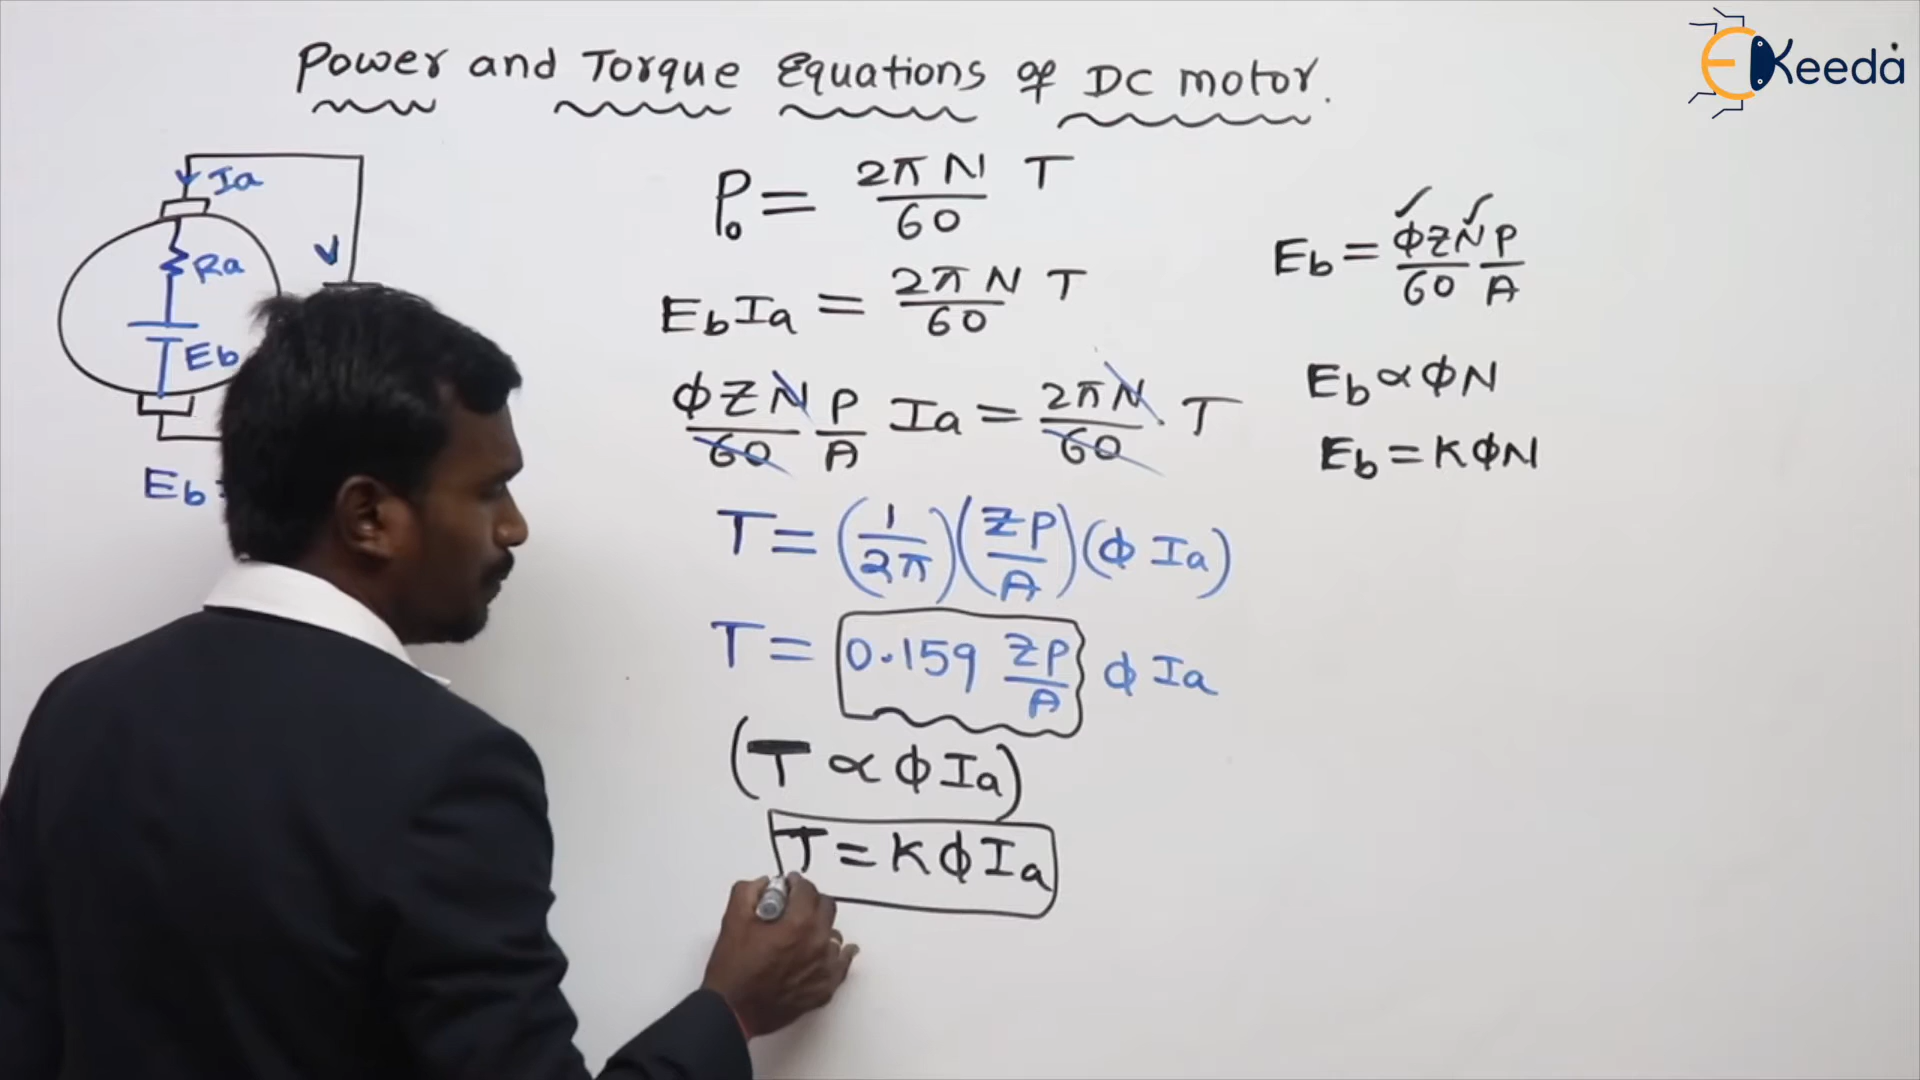 Power and Torque Equations of DC motor.
EKeeda
Ia
Ra
Eb
Eb =
P₀ = 2πN/60 T
EbIa = 2πN/60 T
ϕZN/60 P/A Ia = 2πN/60 . T
T = (1/2π)(ZP/A)(ϕ Ia)
T = 0.159 ZP/A ϕ Ia
(T ∝ ϕ Ia)
T = K ϕ Ia
Eb = ϕZN/60 P/A
Eb ∝ ϕN
Eb = KϕN